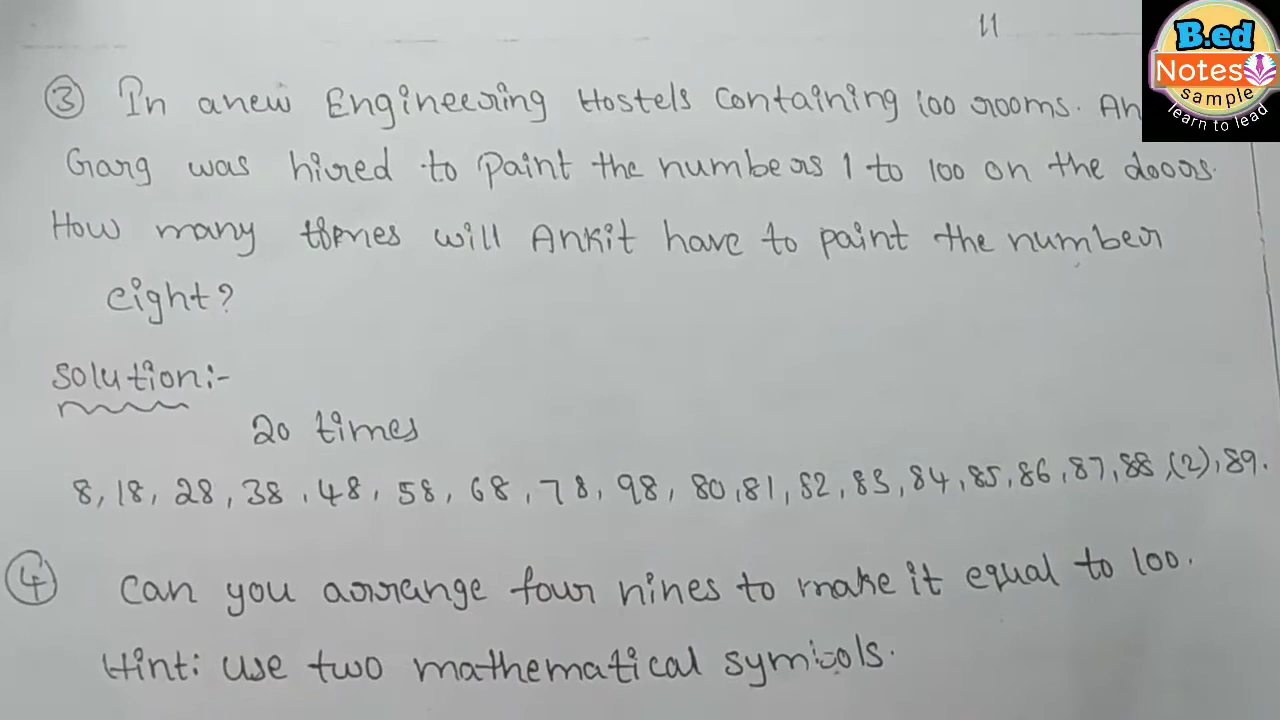 11
B.ed
Notes
sample
learn to lead
③ In a new Engineering Hostels containing 100 rooms. An
Garg was hired to paint the numbers 1 to 100 on the doors.
How many times will Ankit have to paint the number
eight?
Solution:-
20 times
8, 18, 28, 38, 48, 58, 68, 78, 98, 80, 81, 82, 83, 84, 85, 86, 87, 88, (2), 89.
④ Can you arrange four nines to make it equal to 100.
Hint: Use two mathematical symbols.